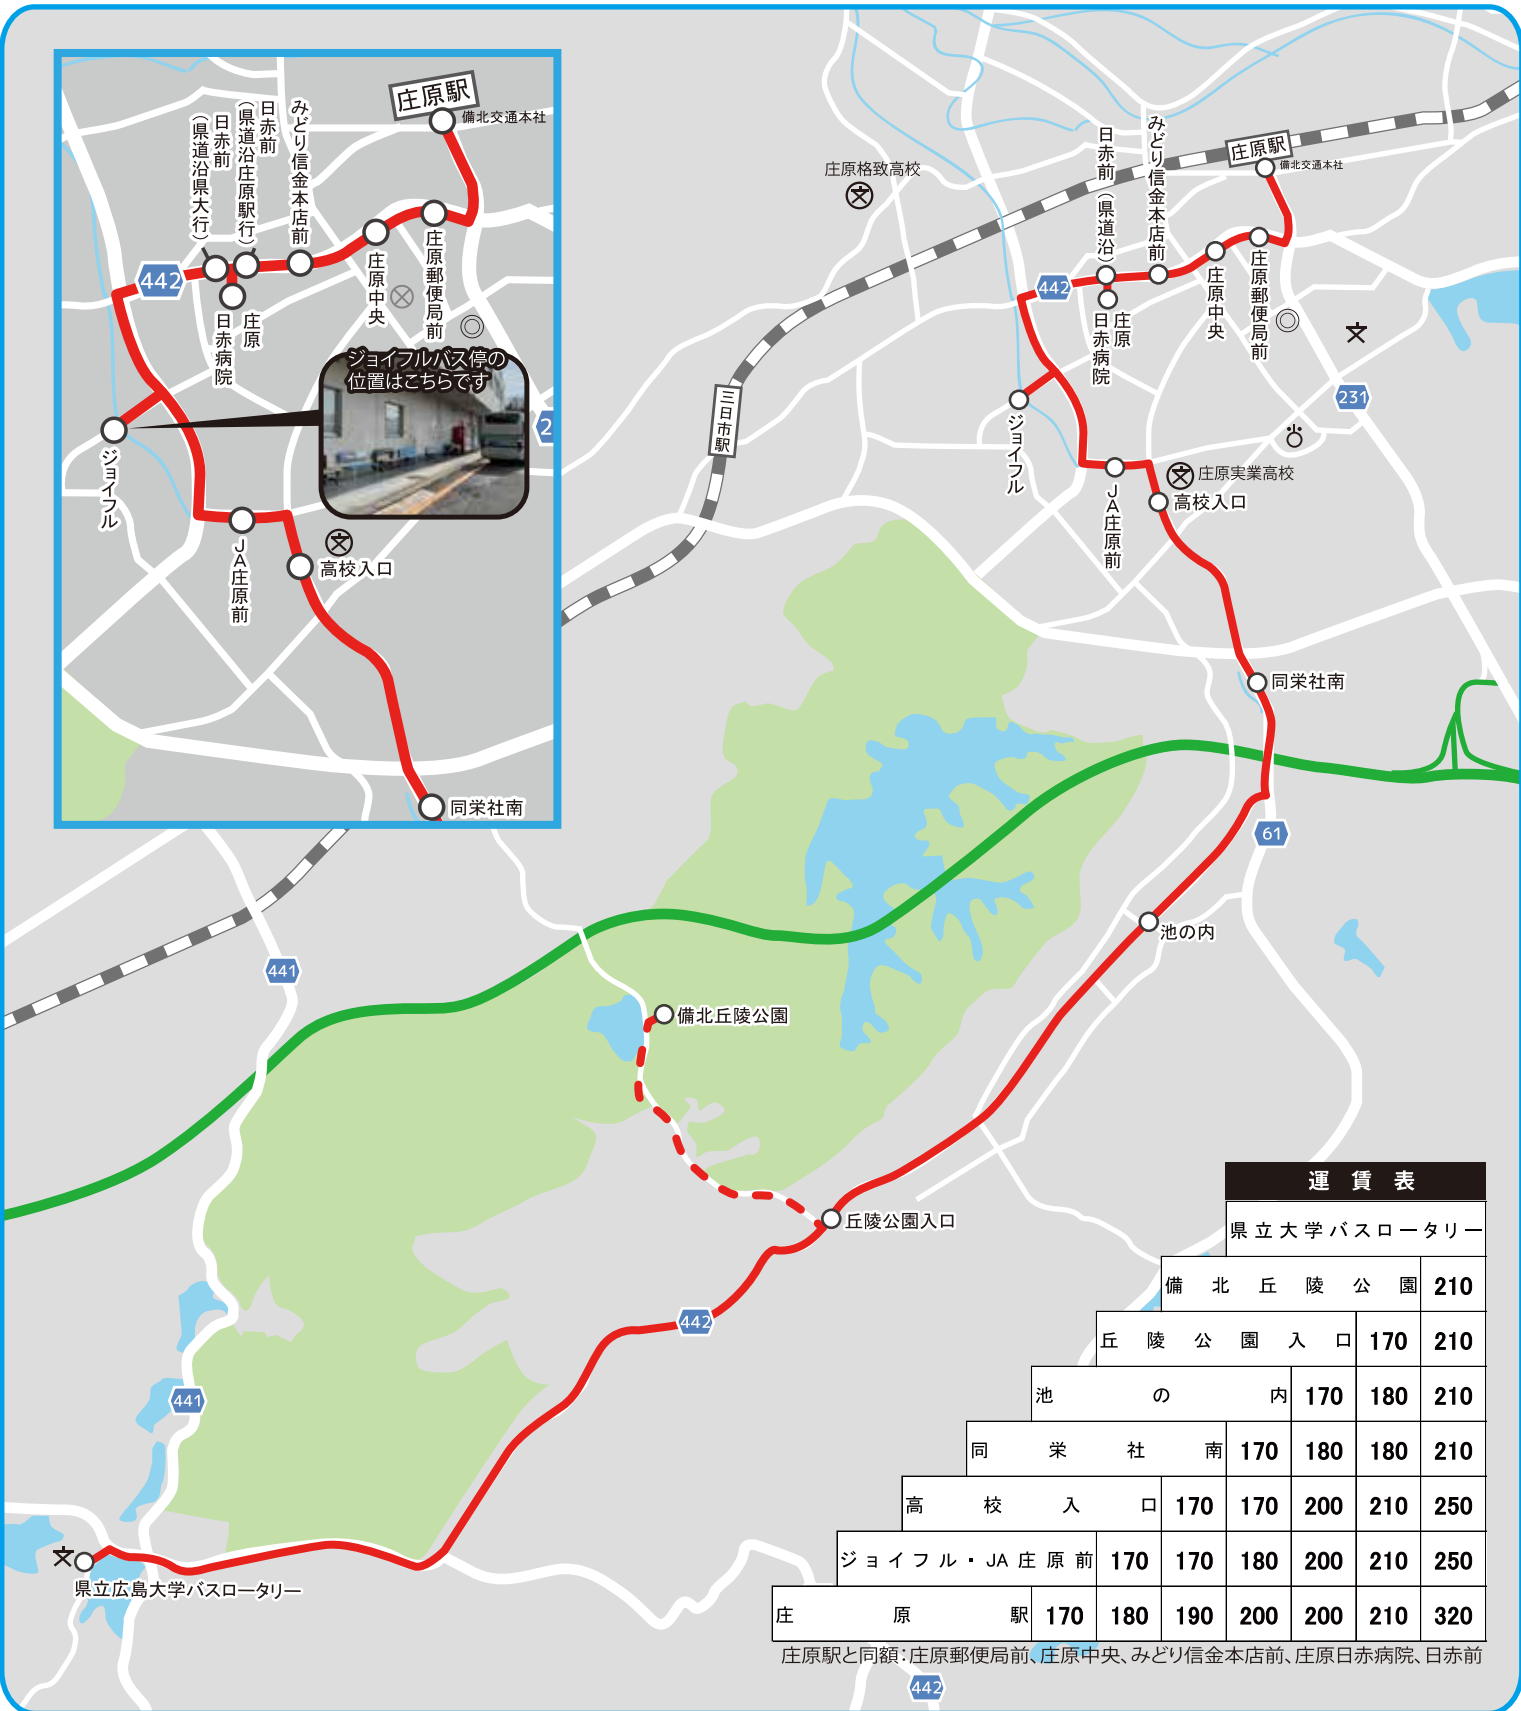 庄原駅
備北交通本社
みどり信金本店前
日赤前
(県道沿庄原駅行)
日赤前
(県道沿県大行)
442
庄原郵便局前
庄原中央
庄原
日赤病院
ジョイフルバス停の
位置はこちらです
2
ジョイフル
JA庄原前
高校入口
同栄社南
庄原駅
備北交通本社
庄原格致高校
みどり信金本店前
日赤前(県道沿)
442
庄原郵便局前
庄原中央
庄原
日赤病院
三日市駅
231
ジョイフル
庄原実業高校
高校入口
JA庄原前
同栄社南
61
池の内
441
備北丘陵公園
丘陵公園入口
442
441
県立広島大学バスロータリー
442
運賃表
県立大学バスロータリー
備北丘陵公園 210
丘陵公園入口 170 210
池の内 170 180 210
同栄社南 170 180 180 210
高校入口 170 170 200 210 250
ジョイフル・JA庄原前 170 170 180 200 210 250
庄原駅 170 180 190 200 200 210 320
庄原駅と同額:庄原郵便局前、庄原中央、みどり信金本店前、庄原日赤病院、日赤前